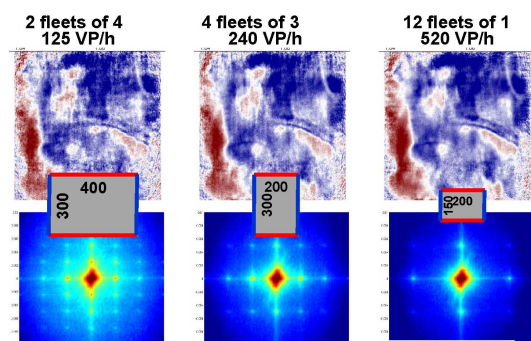 2 fleets of 4
125 VP/h
4 fleets of 3
240 VP/h
12 fleets of 1
520 VP/h
400
300
200
300
200
150